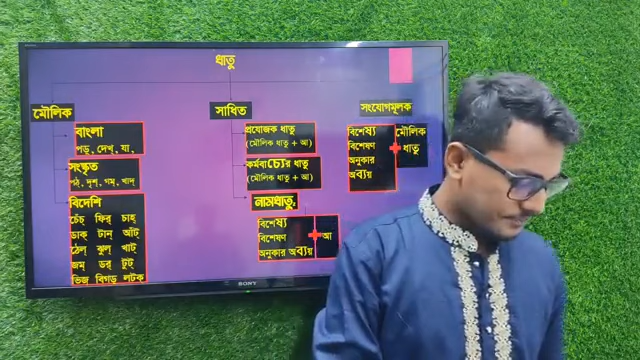 ধাতু
মৌলিক
সাধিত
সংযোগমূলক
বাংলা
পড়্, দেখ্, যা,
সংস্কৃত
পঠ্, দৃশ্, গম্, খাদ্
বিদেশি
চেঁচ্ ফির্ চাহ্
ডাক্ টান্ আঁট্
ঠেল্ ঝুল্ খাট্
জম্ ডর্ টুট্
ভিজ্ বিগড়্ লটক্
প্রযোজক ধাতু
(মৌলিক ধাতু + আ)
কর্মবাচ্যের ধাতু
(মৌলিক ধাতু + আ)
নামধাতু
বিশেষ্য
বিশেষণ + আ
অনুকার অব্যয়
বিশেষ্য মৌলিক
বিশেষণ + ধাতু
অনুকার
অব্যয়
SONY